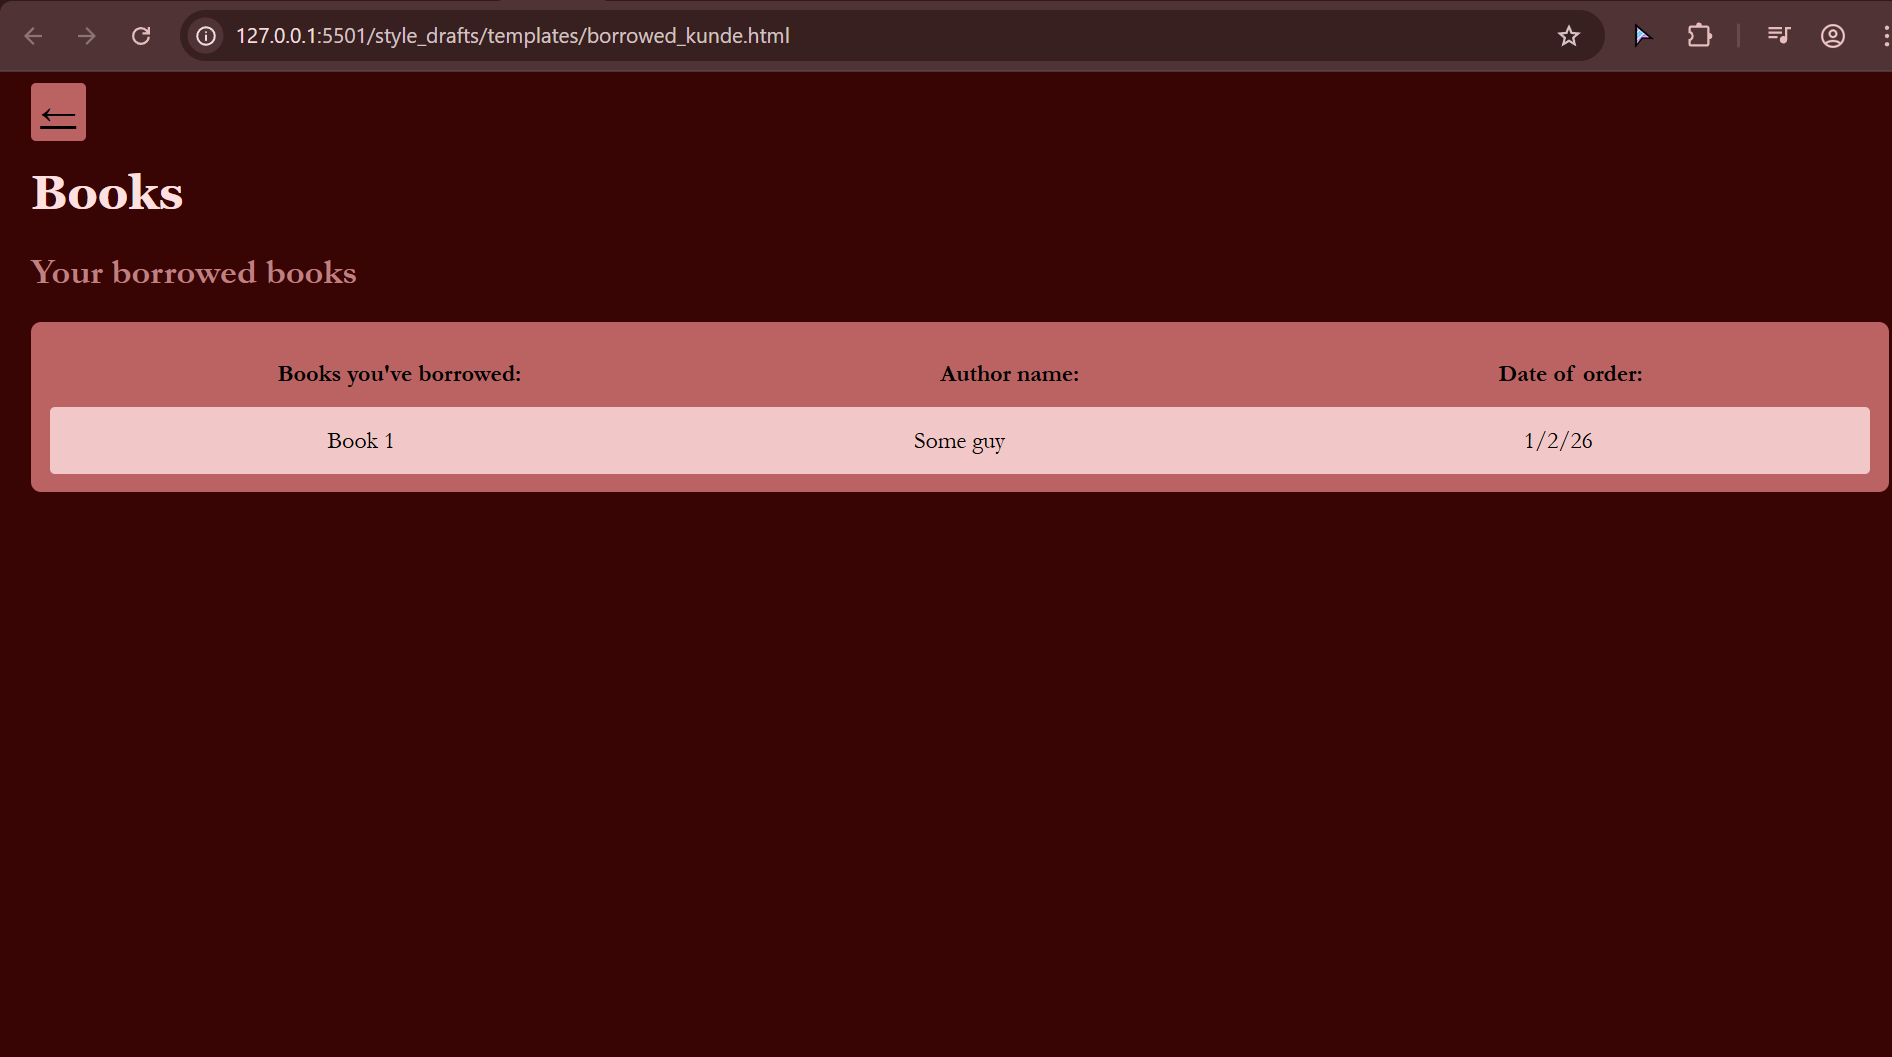 127.0.0.1:5501/style_drafts/templates/borrowed_kunde.html
←
Books
Your borrowed books
Books you've borrowed: Author name: Date of order:
Book 1 Some guy 1/2/26